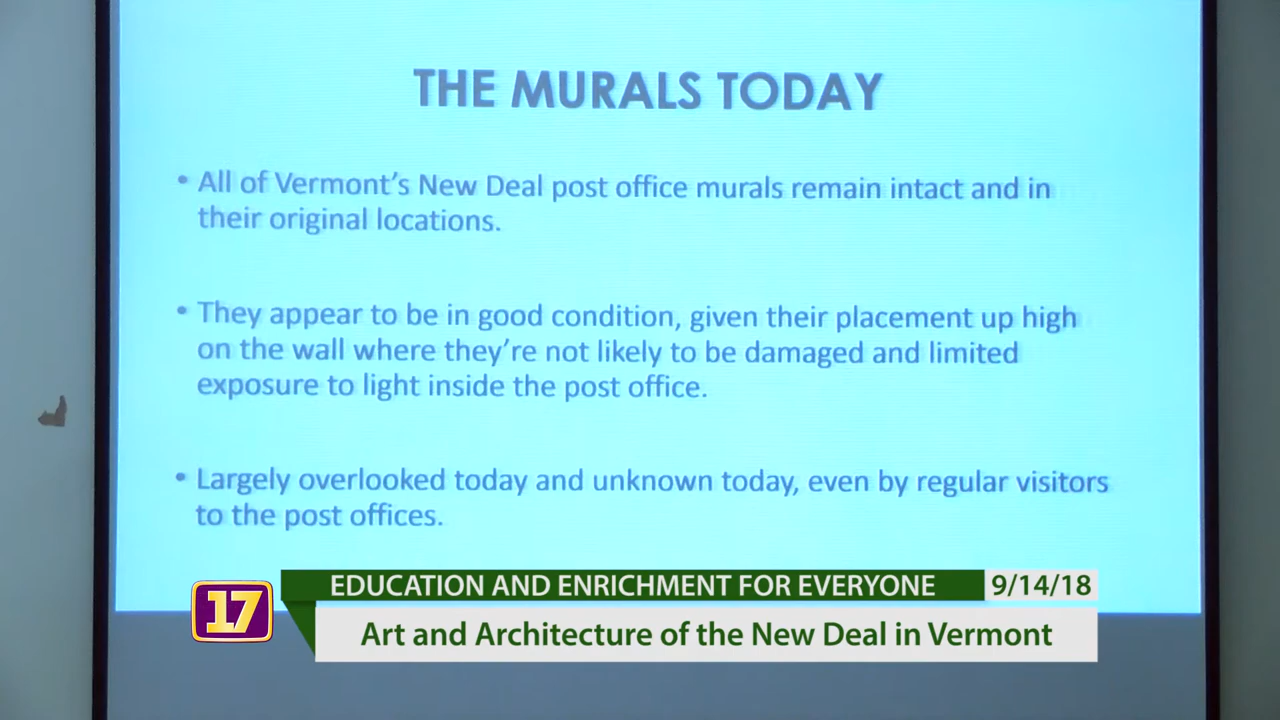 THE MURALS TODAY
• All of Vermont's New Deal post office murals remain intact and in
their original locations.
• They appear to be in good condition, given their placement up high
on the wall where they're not likely to be damaged and limited
exposure to light inside the post office.
• Largely overlooked today and unknown today, even by regular visitors
to the post offices.
17
EDUCATION AND ENRICHMENT FOR EVERYONE 9/14/18
Art and Architecture of the New Deal in Vermont